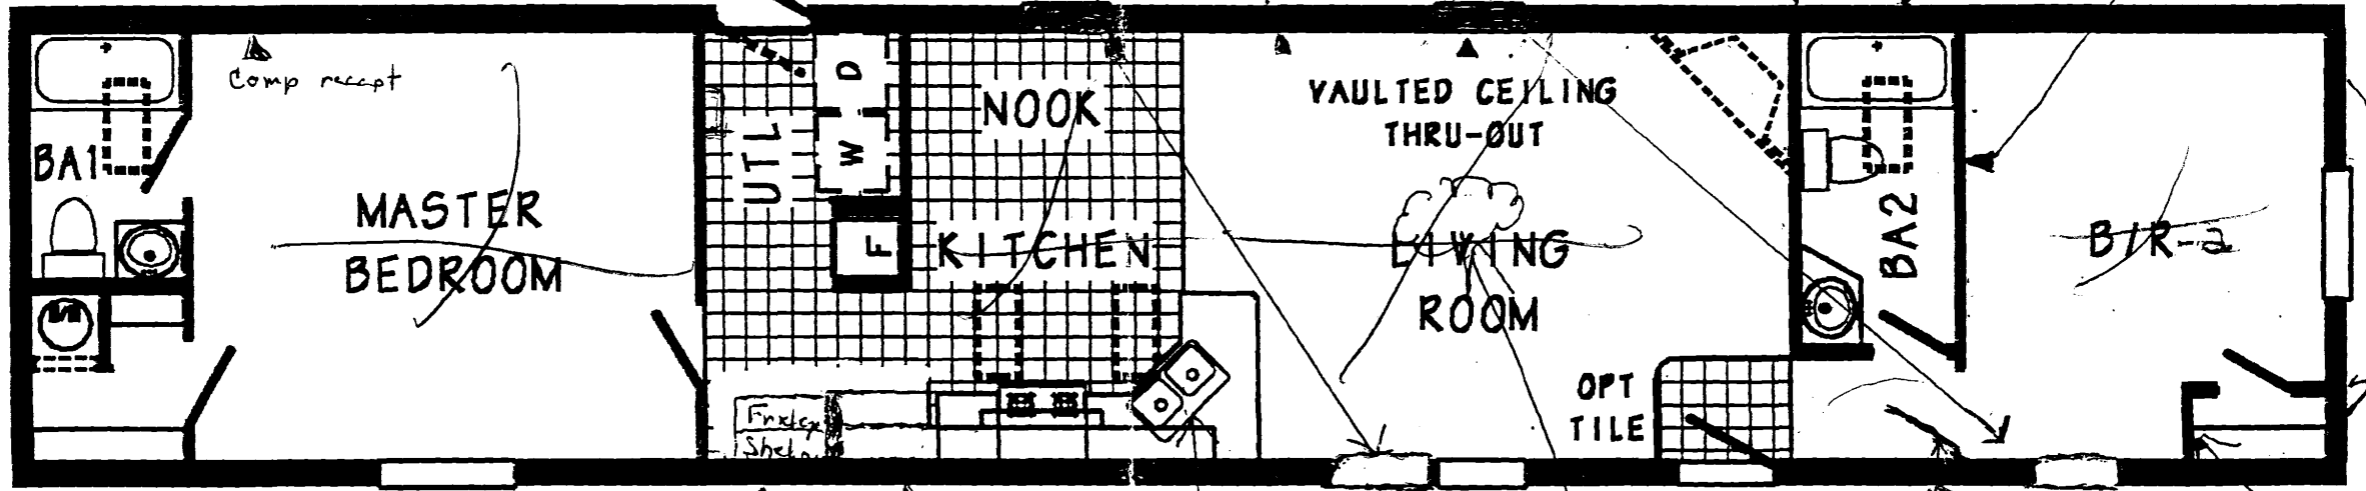 Comp recept
BA1
MASTER
BEDROOM
UTL
D
W
F
NOOK
KITCHEN
VAULTED CEILING
THRU-OUT
LIVING
ROOM
OPT
TILE
BA2
B/R-2